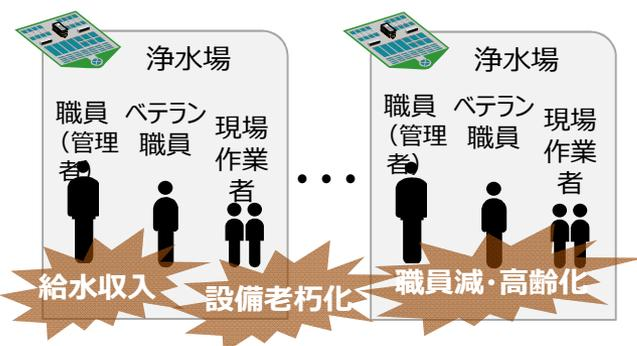 浄水場
職員
（管理
者）
ベテラン
職員
現場
作業
者
・・・
浄水場
職員
（管理
者）
ベテラン
職員
現場
作業
者
給水収入
設備老朽化
職員減・高齢化